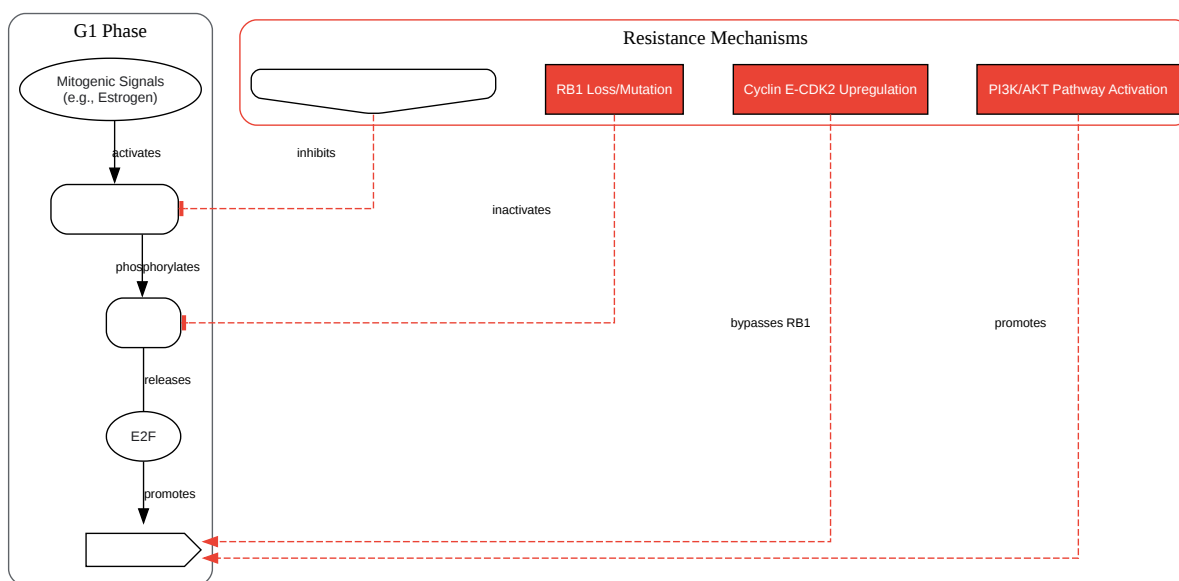 G1 Phase
Mitogenic Signals
(e.g., Estrogen)
activates
phosphorylates
releases
E2F
promotes
Resistance Mechanisms
RB1 Loss/Mutation
Cyclin E-CDK2 Upregulation
PI3K/AKT Pathway Activation
inhibits
inactivates
bypasses RB1
promotes